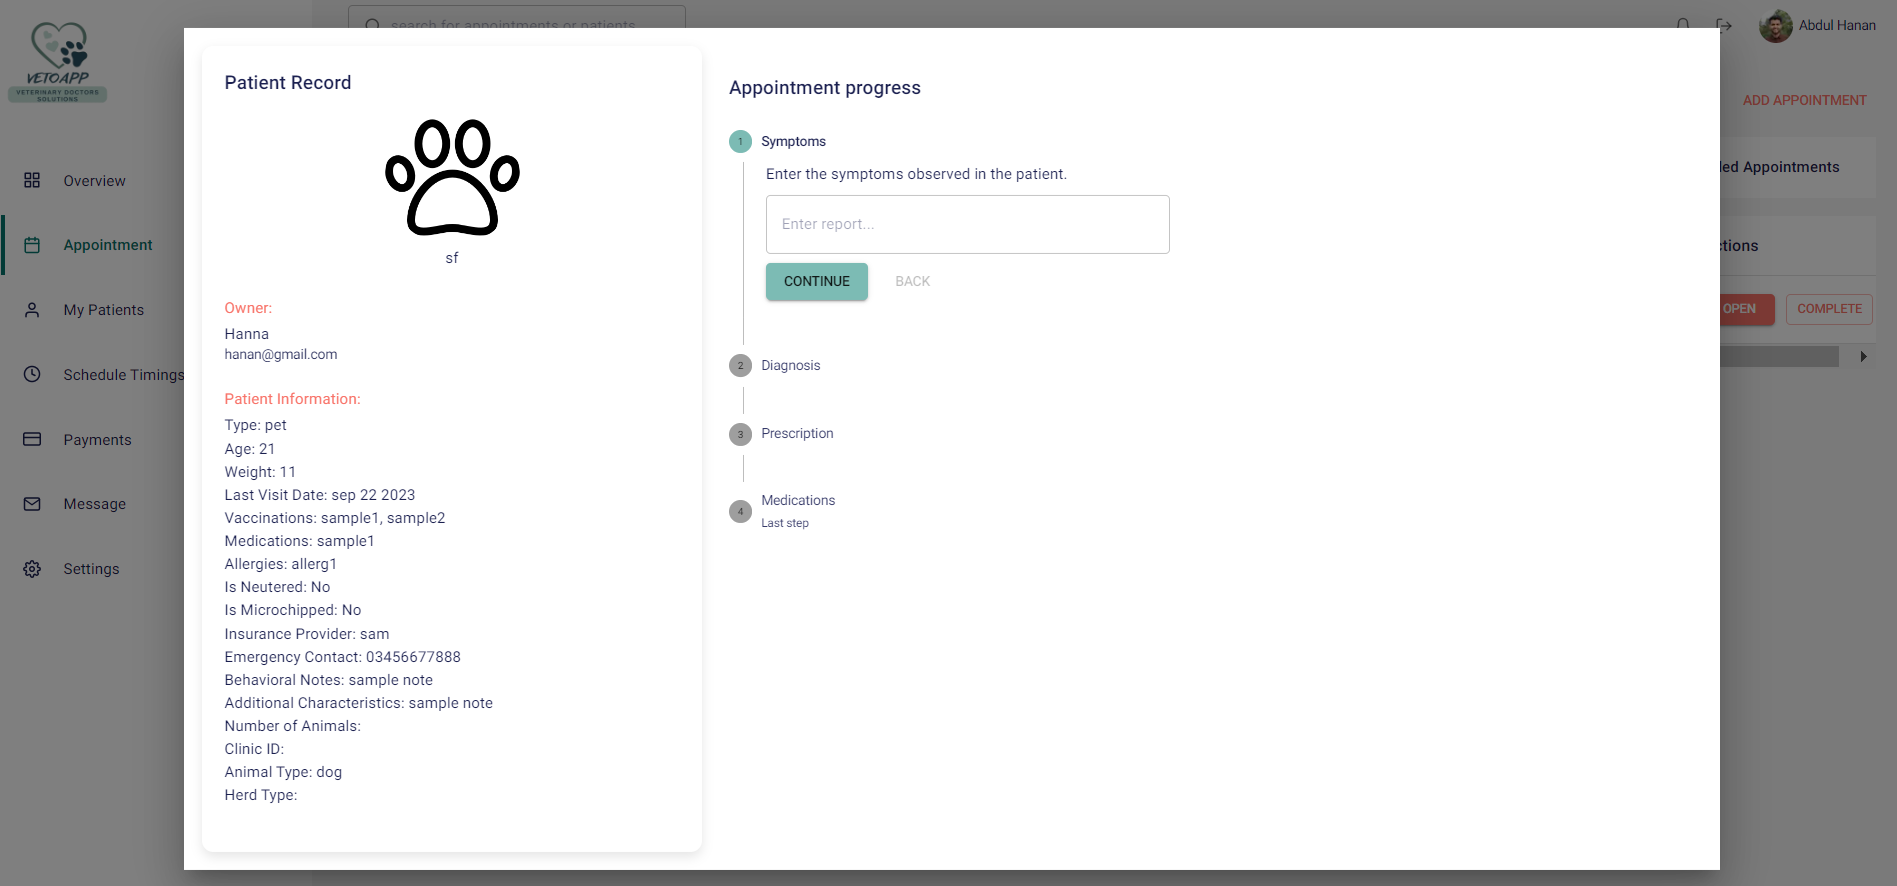 VETOAPP
VETERINARY DOCTORS
SOLUTIONS
search for appointments or patients
Abdul Hanan
ADD APPOINTMENT
Overview
Appointment
My Patients
Schedule Timings
Payments
Message
Settings
Patient Record
sf
Owner:
Hanna
hanan@gmail.com
Patient Information:
Type: pet
Age: 21
Weight: 11
Last Visit Date: sep 22 2023
Vaccinations: sample1, sample2
Medications: sample1
Allergies: allerg1
Is Neutered: No
Is Microchipped: No
Insurance Provider: sam
Emergency Contact: 03456677888
Behavioral Notes: sample note
Additional Characteristics: sample note
Number of Animals:
Clinic ID:
Animal Type: dog
Herd Type:
Appointment progress
1 Symptoms
Enter the symptoms observed in the patient.
Enter report...
CONTINUE BACK
2 Diagnosis
3 Prescription
4 Medications
Last step
led Appointments
ctions
OPEN COMPLETE